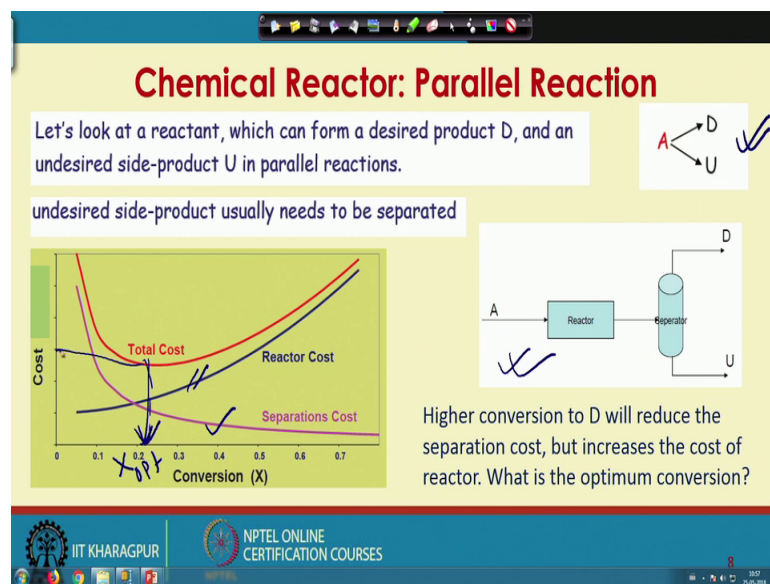 Chemical Reactor: Parallel Reaction
Let's look at a reactant, which can form a desired product D, and an
undesired side-product U in parallel reactions.
A
D
U
undesired side-product usually needs to be separated
Cost
Total Cost
Reactor Cost
Separations Cost
0
0
0.1
0.2
0.3
0.4
0.5
0.6
0.7
Xopt
Conversion (X)
A
Reactor
Seperator
D
U
Higher conversion to D will reduce the
separation cost, but increases the cost of
reactor. What is the optimum conversion?
IIT KHARAGPUR
NPTEL ONLINE
CERTIFICATION COURSES
8
10:57